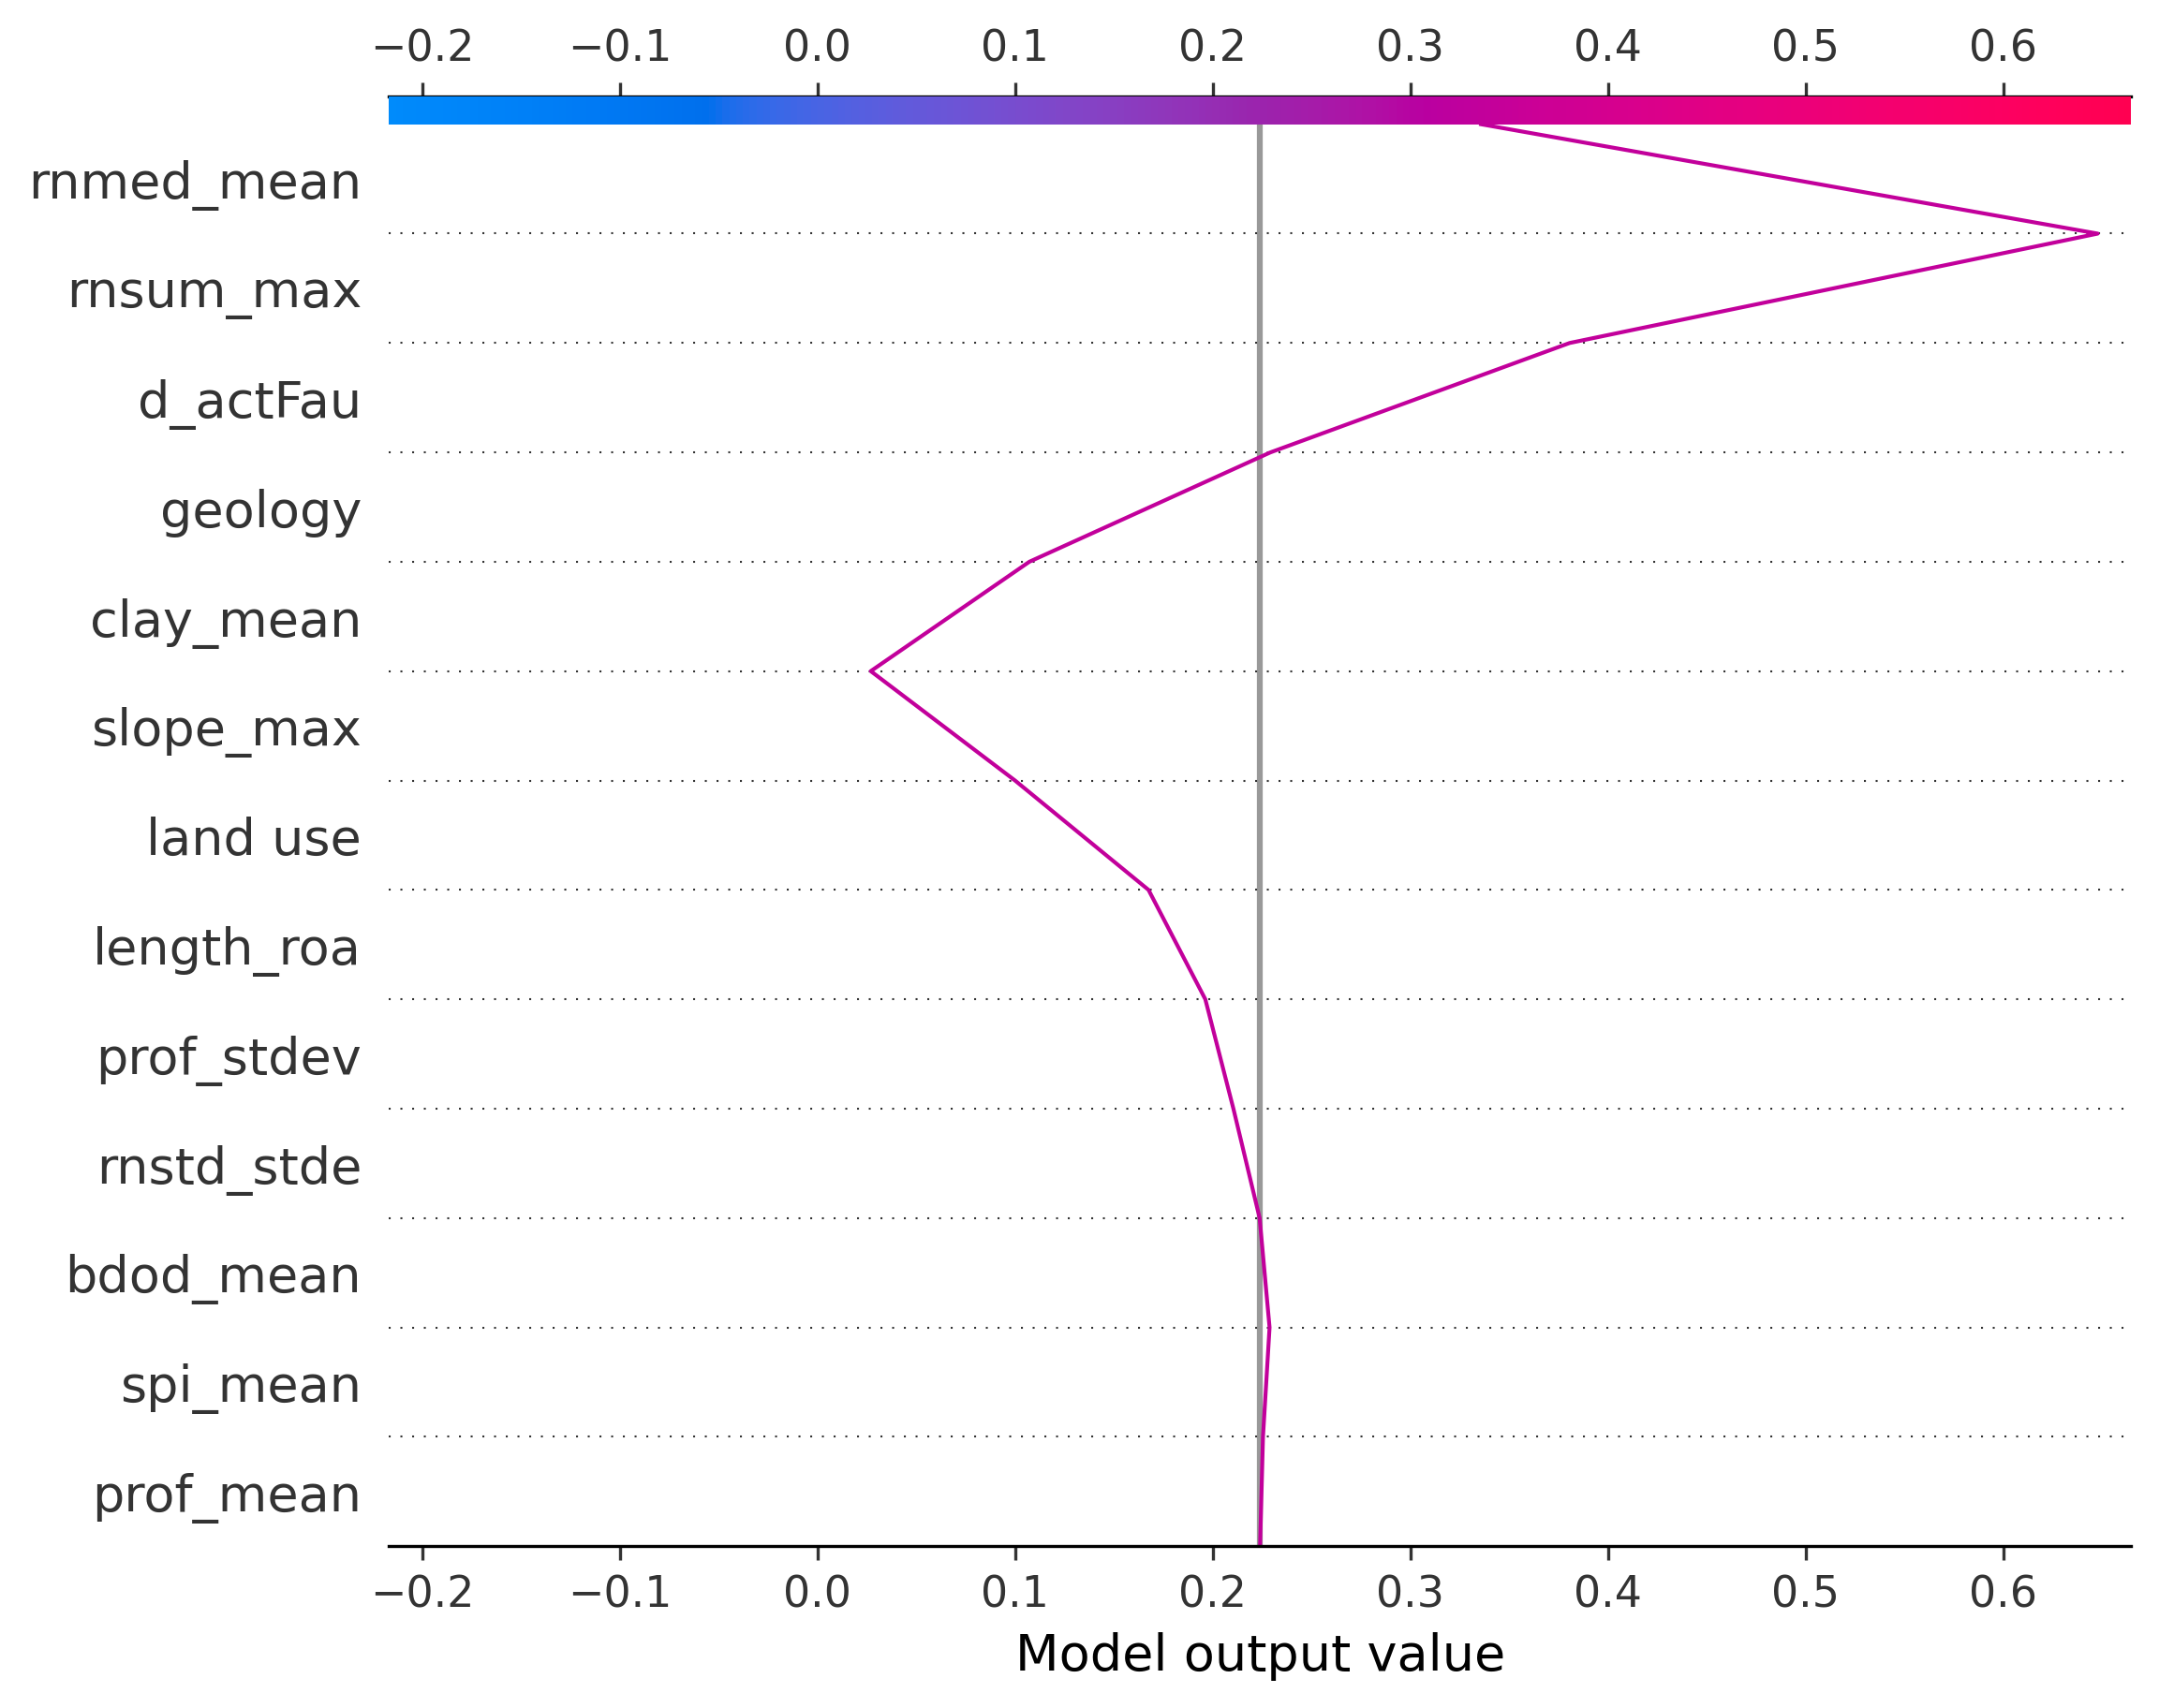 −0.2 −0.1 0.0 0.1 0.2 0.3 0.4 0.5 0.6
rnmed_mean
rnsum_max
d_actFau
geology
clay_mean
slope_max
land use
length_roa
prof_stdev
rnstd_stde
bdod_mean
spi_mean
prof_mean
−0.2 −0.1 0.0 0.1 0.2 0.3 0.4 0.5 0.6
Model output value